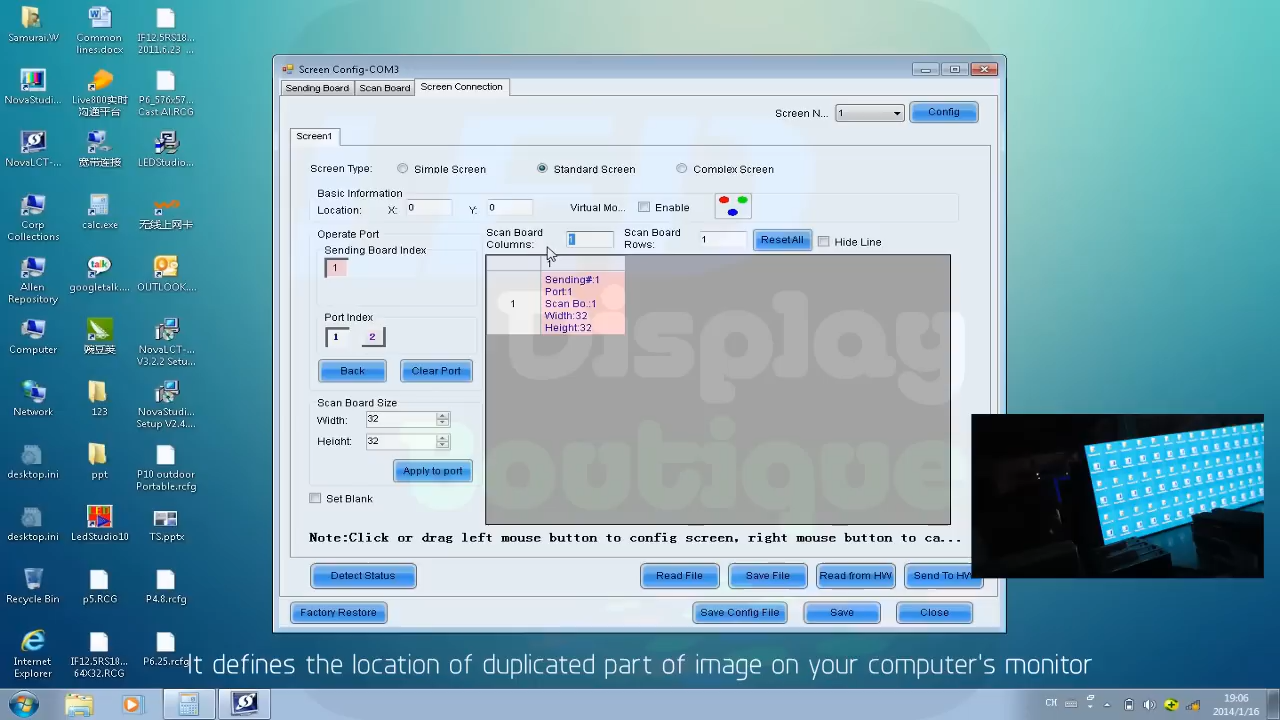 Samurai.W
Common
lines.docx
IF12.5RS18...
2011.6.23 ...
NovaStudi...
Live800实时
沟通平台
P6_576x57...
Cast Al.RCG
NovaLCT-...
宽带连接
LEDStudio...
Corp
Collections
calc.exe
无线上网卡
Allen
Repository
googletalk....
OUTLOOK...
Computer
豌豆荚
NovaLCT-...
V3.2.2 Setu...
Network
123
NovaStudi...
Setup V2.4....
desktop.ini
ppt
P10 outdoor
Portable.rcfg
desktop.ini
LedStudio10
TS.pptx
Recycle Bin
p5.RCG
P4.8.rcfg
Internet
Explorer
IF12.5RS18...
64X32.RCG
P6.25.rcfg
Screen Config-COM3
Sending Board
Scan Board
Screen Connection
Screen N...
1
Config
Screen1
Screen Type:
Simple Screen
Standard Screen
Complex Screen
Basic Information
Location:
X:
0
Y:
0
Virtual Mo...
Enable
Operate Port
Sending Board Index
1
Port Index
1
2
Back
Clear Port
Scan Board Size
Width:
32
Height:
32
Apply to port
Set Blank
Scan Board
Columns:
1
Scan Board
Rows:
1
Reset All
Hide Line
1
1
Sending#:1
Port:1
Scan Bo.:1
Width:32
Height:32
Display
Boutique
Note:Click or drag left mouse button to config screen, right mouse button to ca...
Detect Status
Read File
Save File
Read from HW
Send To HW
Factory Restore
Save Config File
Save
Close
It defines the location of duplicated part of image on your computer's monitor
CH
19:06
2014/1/16